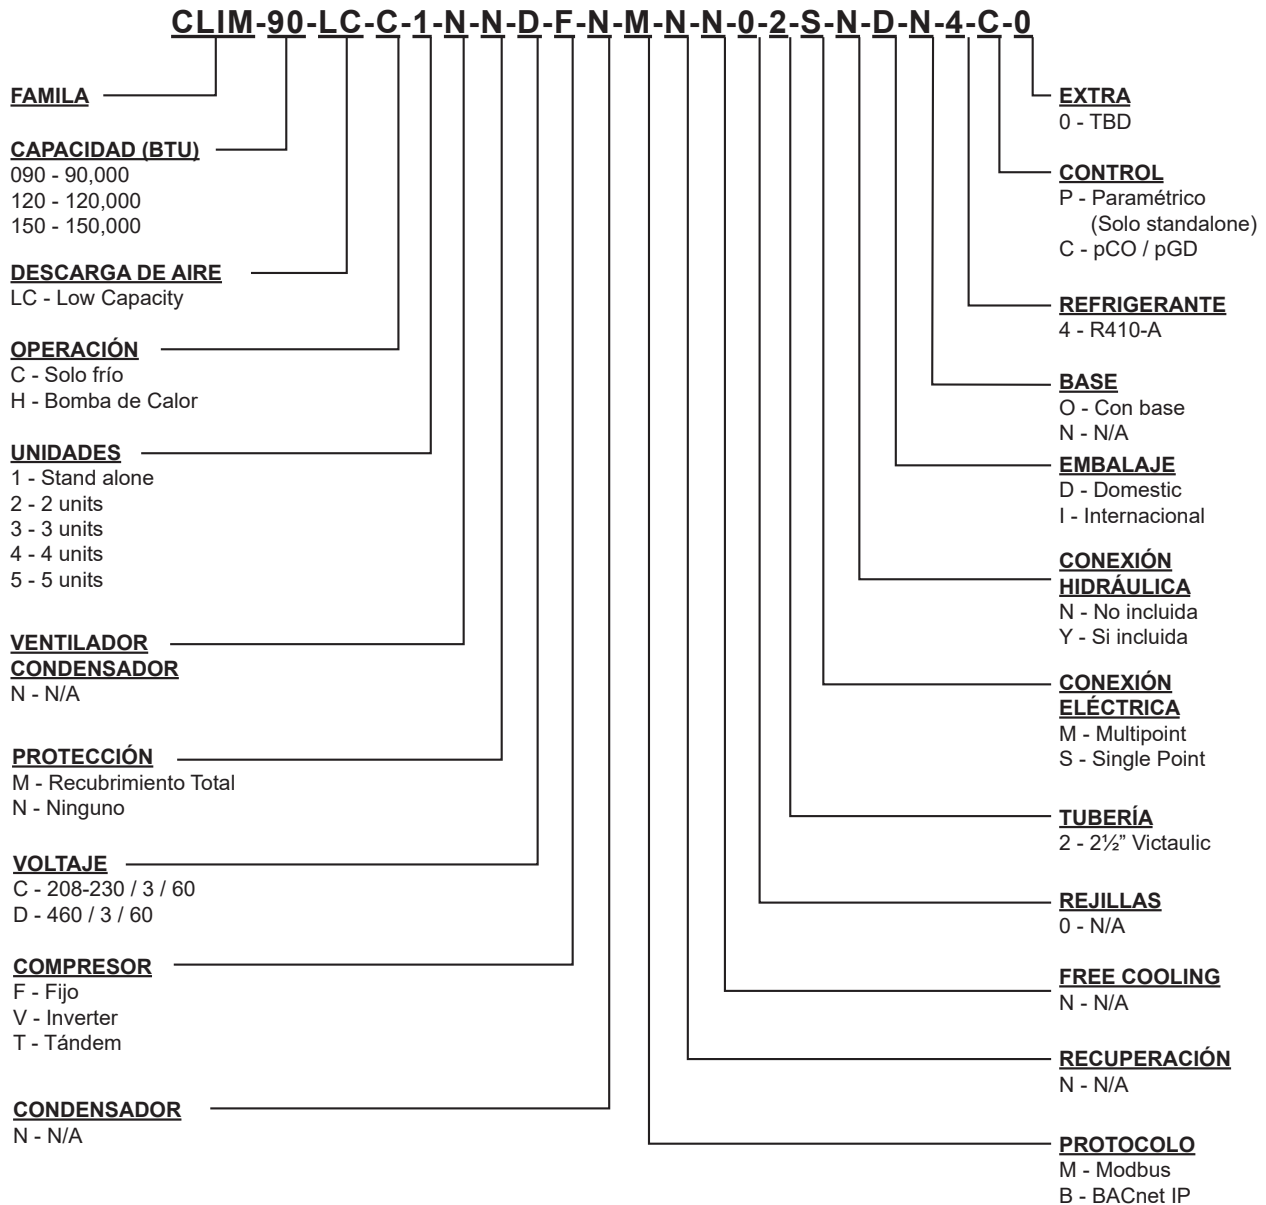 CLIM-90-LC-C-1-N-N-D-F-N-M-N-N-0-2-S-N-D-N-4-C-0
FAMILA
CAPACIDAD (BTU)
090 - 90,000
120 - 120,000
150 - 150,000
DESCARGA DE AIRE
LC - Low Capacity
OPERACIÓN
C - Solo frío
H - Bomba de Calor
UNIDADES
1 - Stand alone
2 - 2 units
3 - 3 units
4 - 4 units
5 - 5 units
VENTILADOR
CONDENSADOR
N - N/A
PROTECCIÓN
M - Recubrimiento Total
N - Ninguno
VOLTAJE
C - 208-230 / 3 / 60
D - 460 / 3 / 60
COMPRESOR
F - Fijo
V - Inverter
T - Tándem
CONDENSADOR
N - N/A
EXTRA
0 - TBD
CONTROL
P - Paramétrico
(Solo standalone)
C - pCO / pGD
REFRIGERANTE
4 - R410-A
BASE
O - Con base
N - N/A
EMBALAJE
D - Domestic
I - Internacional
CONEXIÓN
HIDRÁULICA
N - No incluida
Y - Si incluida
CONEXIÓN
ELÉCTRICA
M - Multipoint
S - Single Point
TUBERÍA
2 - 2½” Victaulic
REJILLAS
0 - N/A
FREE COOLING
N - N/A
RECUPERACIÓN
N - N/A
PROTOCOLO
M - Modbus
B - BACnet IP